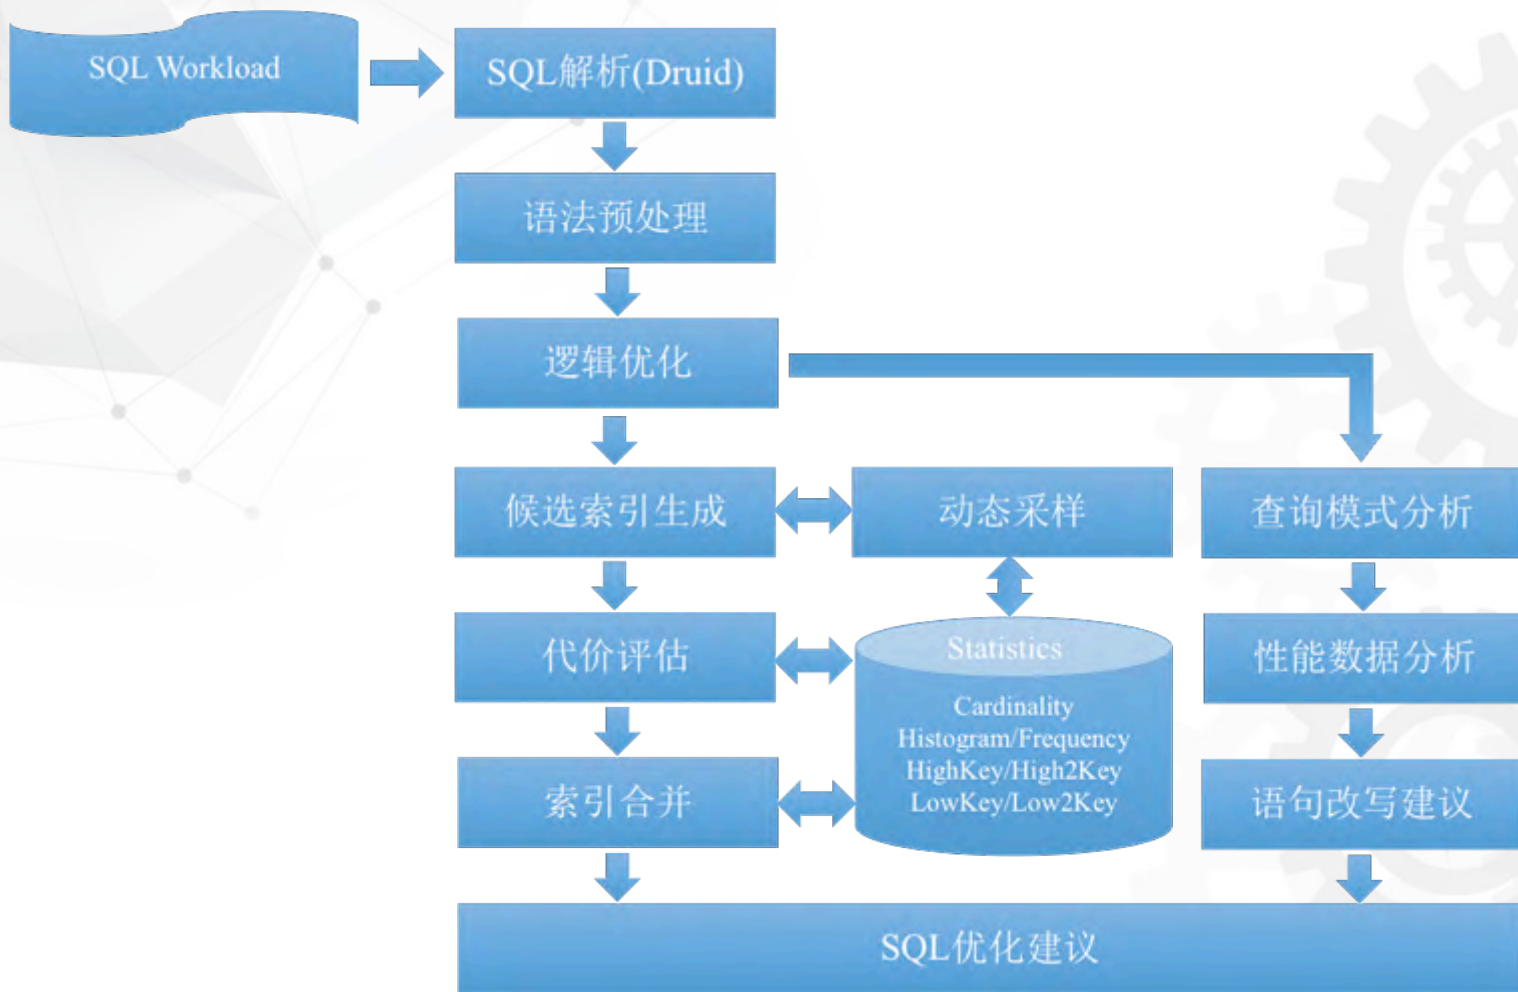 SQL Workload
SQL解析(Druid)
语法预处理
逻辑优化
候选索引生成
动态采样
查询模式分析
代价评估
Statistics
Cardinality
Histogram/Frequency
HighKey/High2Key
LowKey/Low2Key
性能数据分析
索引合并
语句改写建议
SQL优化建议